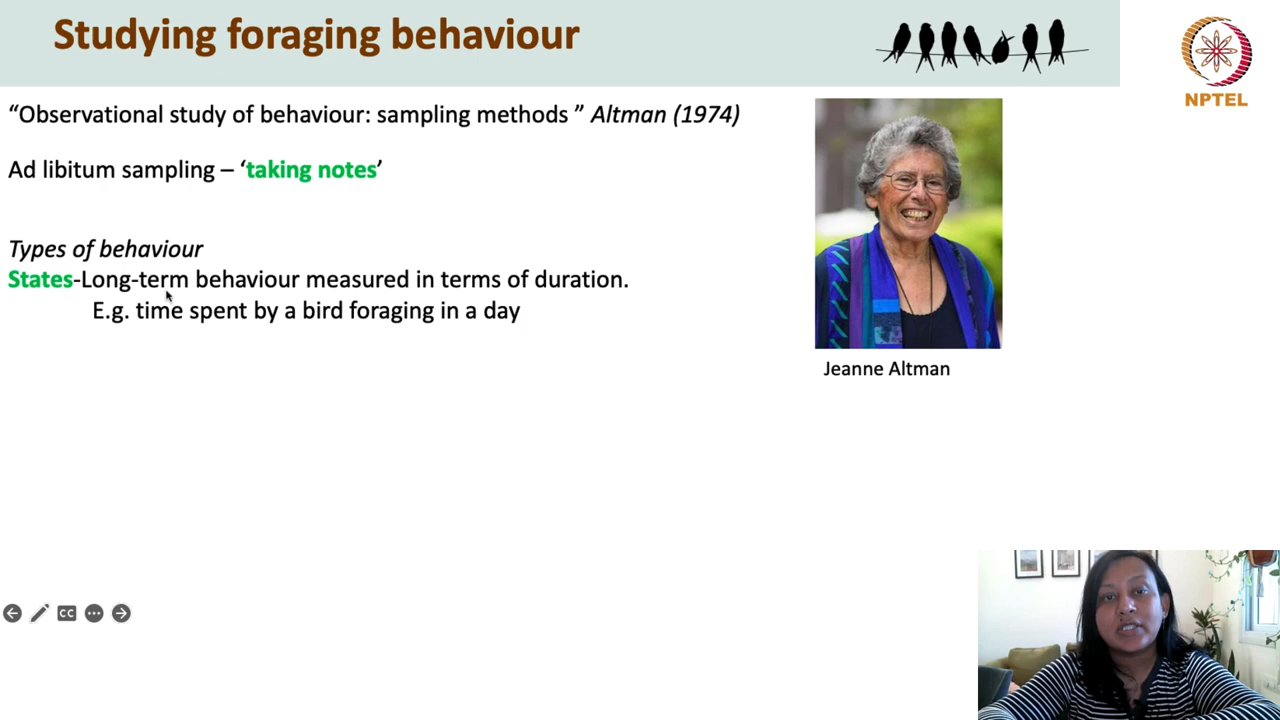 Studying foraging behaviour
NPTEL
“Observational study of behaviour: sampling methods ” Altman (1974)
Ad libitum sampling – ‘taking notes’
Types of behaviour
States-Long-term behaviour measured in terms of duration.
E.g. time spent by a bird foraging in a day
Jeanne Altman
CC